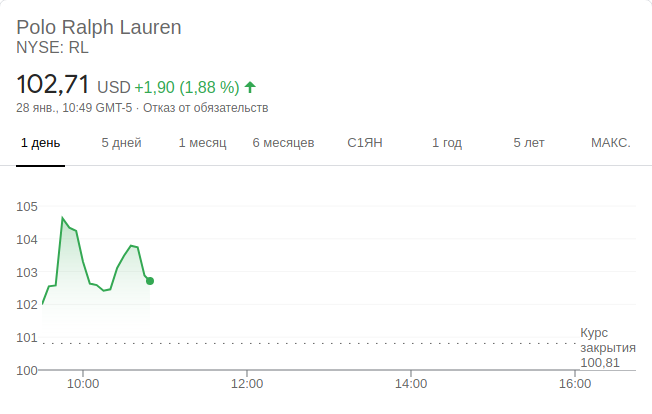 Polo Ralph Lauren
NYSE: RL
102,71 USD +1,90 (1,88 %)
28 янв., 10:49 GMT-5 · Отказ от обязательств
1 день 5 дней 1 месяц 6 месяцев С1ЯН 1 год 5 лет МАКС.
105
104
103
102
101
100
Курс
закрытия
100,81
10:00 12:00 14:00 16:00